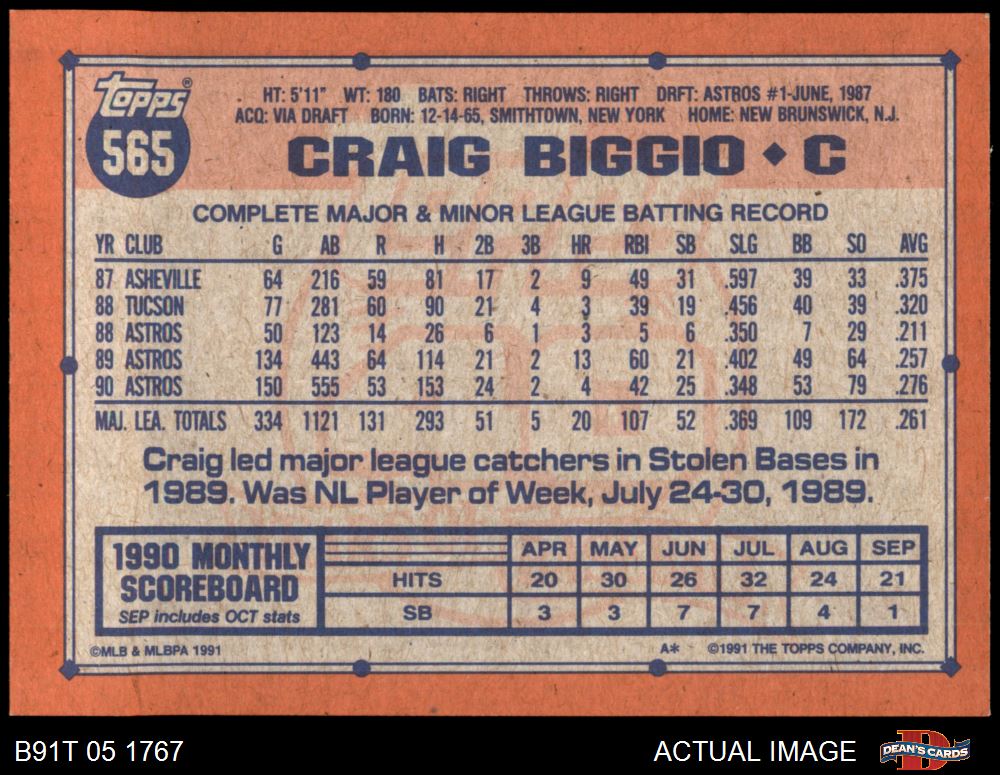 topps®
565
HT: 5'11" WT: 180 BATS: RIGHT THROWS: RIGHT DRFT: ASTROS #1-JUNE, 1987
ACQ: VIA DRAFT BORN: 12-14-65, SMITHTOWN, NEW YORK HOME: NEW BRUNSWICK, N.J.
CRAIG BIGGIO ◆ C
COMPLETE MAJOR & MINOR LEAGUE BATTING RECORD
YR CLUB G AB R H 2B 3B HR RBI SB SLG BB SO AVG
87 ASHEVILLE 64 216 59 81 17 2 9 49 31 .597 39 33 .375
88 TUCSON 77 281 60 90 21 4 3 39 19 .456 40 39 .320
88 ASTROS 50 123 14 26 6 1 3 5 6 .350 7 29 .211
89 ASTROS 134 443 64 114 21 2 13 60 21 .402 49 64 .257
90 ASTROS 150 555 53 153 24 2 4 42 25 .348 53 79 .276
MAJ. LEA. TOTALS 334 1121 131 293 51 5 20 107 52 .369 109 172 .261
Craig led major league catchers in Stolen Bases in
1989. Was NL Player of Week, July 24-30, 1989.
1990 MONTHLY
SCOREBOARD
SEP includes OCT stats
APR MAY JUN JUL AUG SEP
HITS 20 30 26 32 24 21
SB 3 3 7 7 4 1
©MLB & MLBPA 1991 A* ©1991 THE TOPPS COMPANY, INC.
B91T 05 1767 ACTUAL IMAGE DEAN'S CARDS